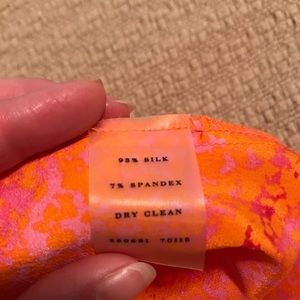 93% SILK
7% SPANDEX
DRY CLEAN